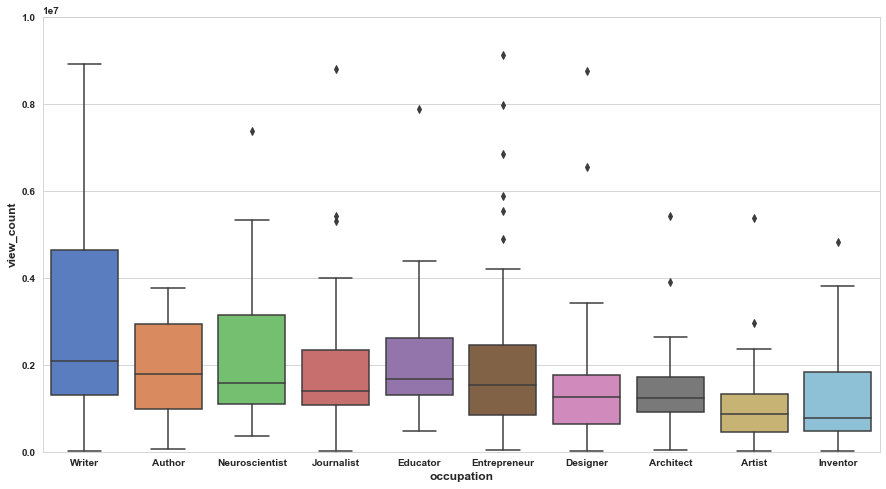 1e7
1.0
0.8
0.6
0.4
0.2
0.0
view_count
Writer Author Neuroscientist Journalist Educator Entrepreneur Designer Architect Artist Inventor
occupation